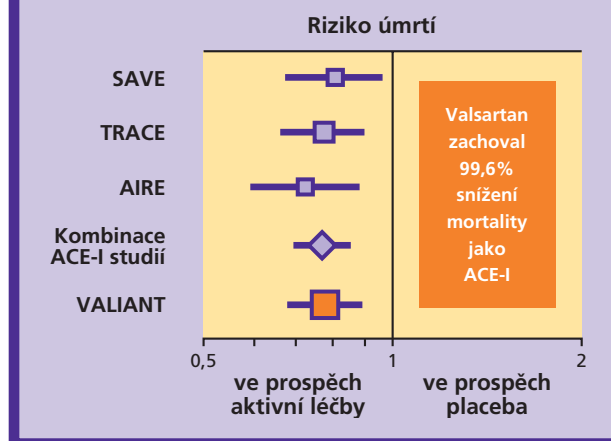 Riziko úmrtí
SAVE
TRACE
AIRE
Kombinace
ACE-I studií
VALIANT
Valsartan
zachoval
99,6%
snížení
mortality
jako
ACE-I
0,5
1
2
ve prospěch
aktivní léčby
ve prospěch
placeba